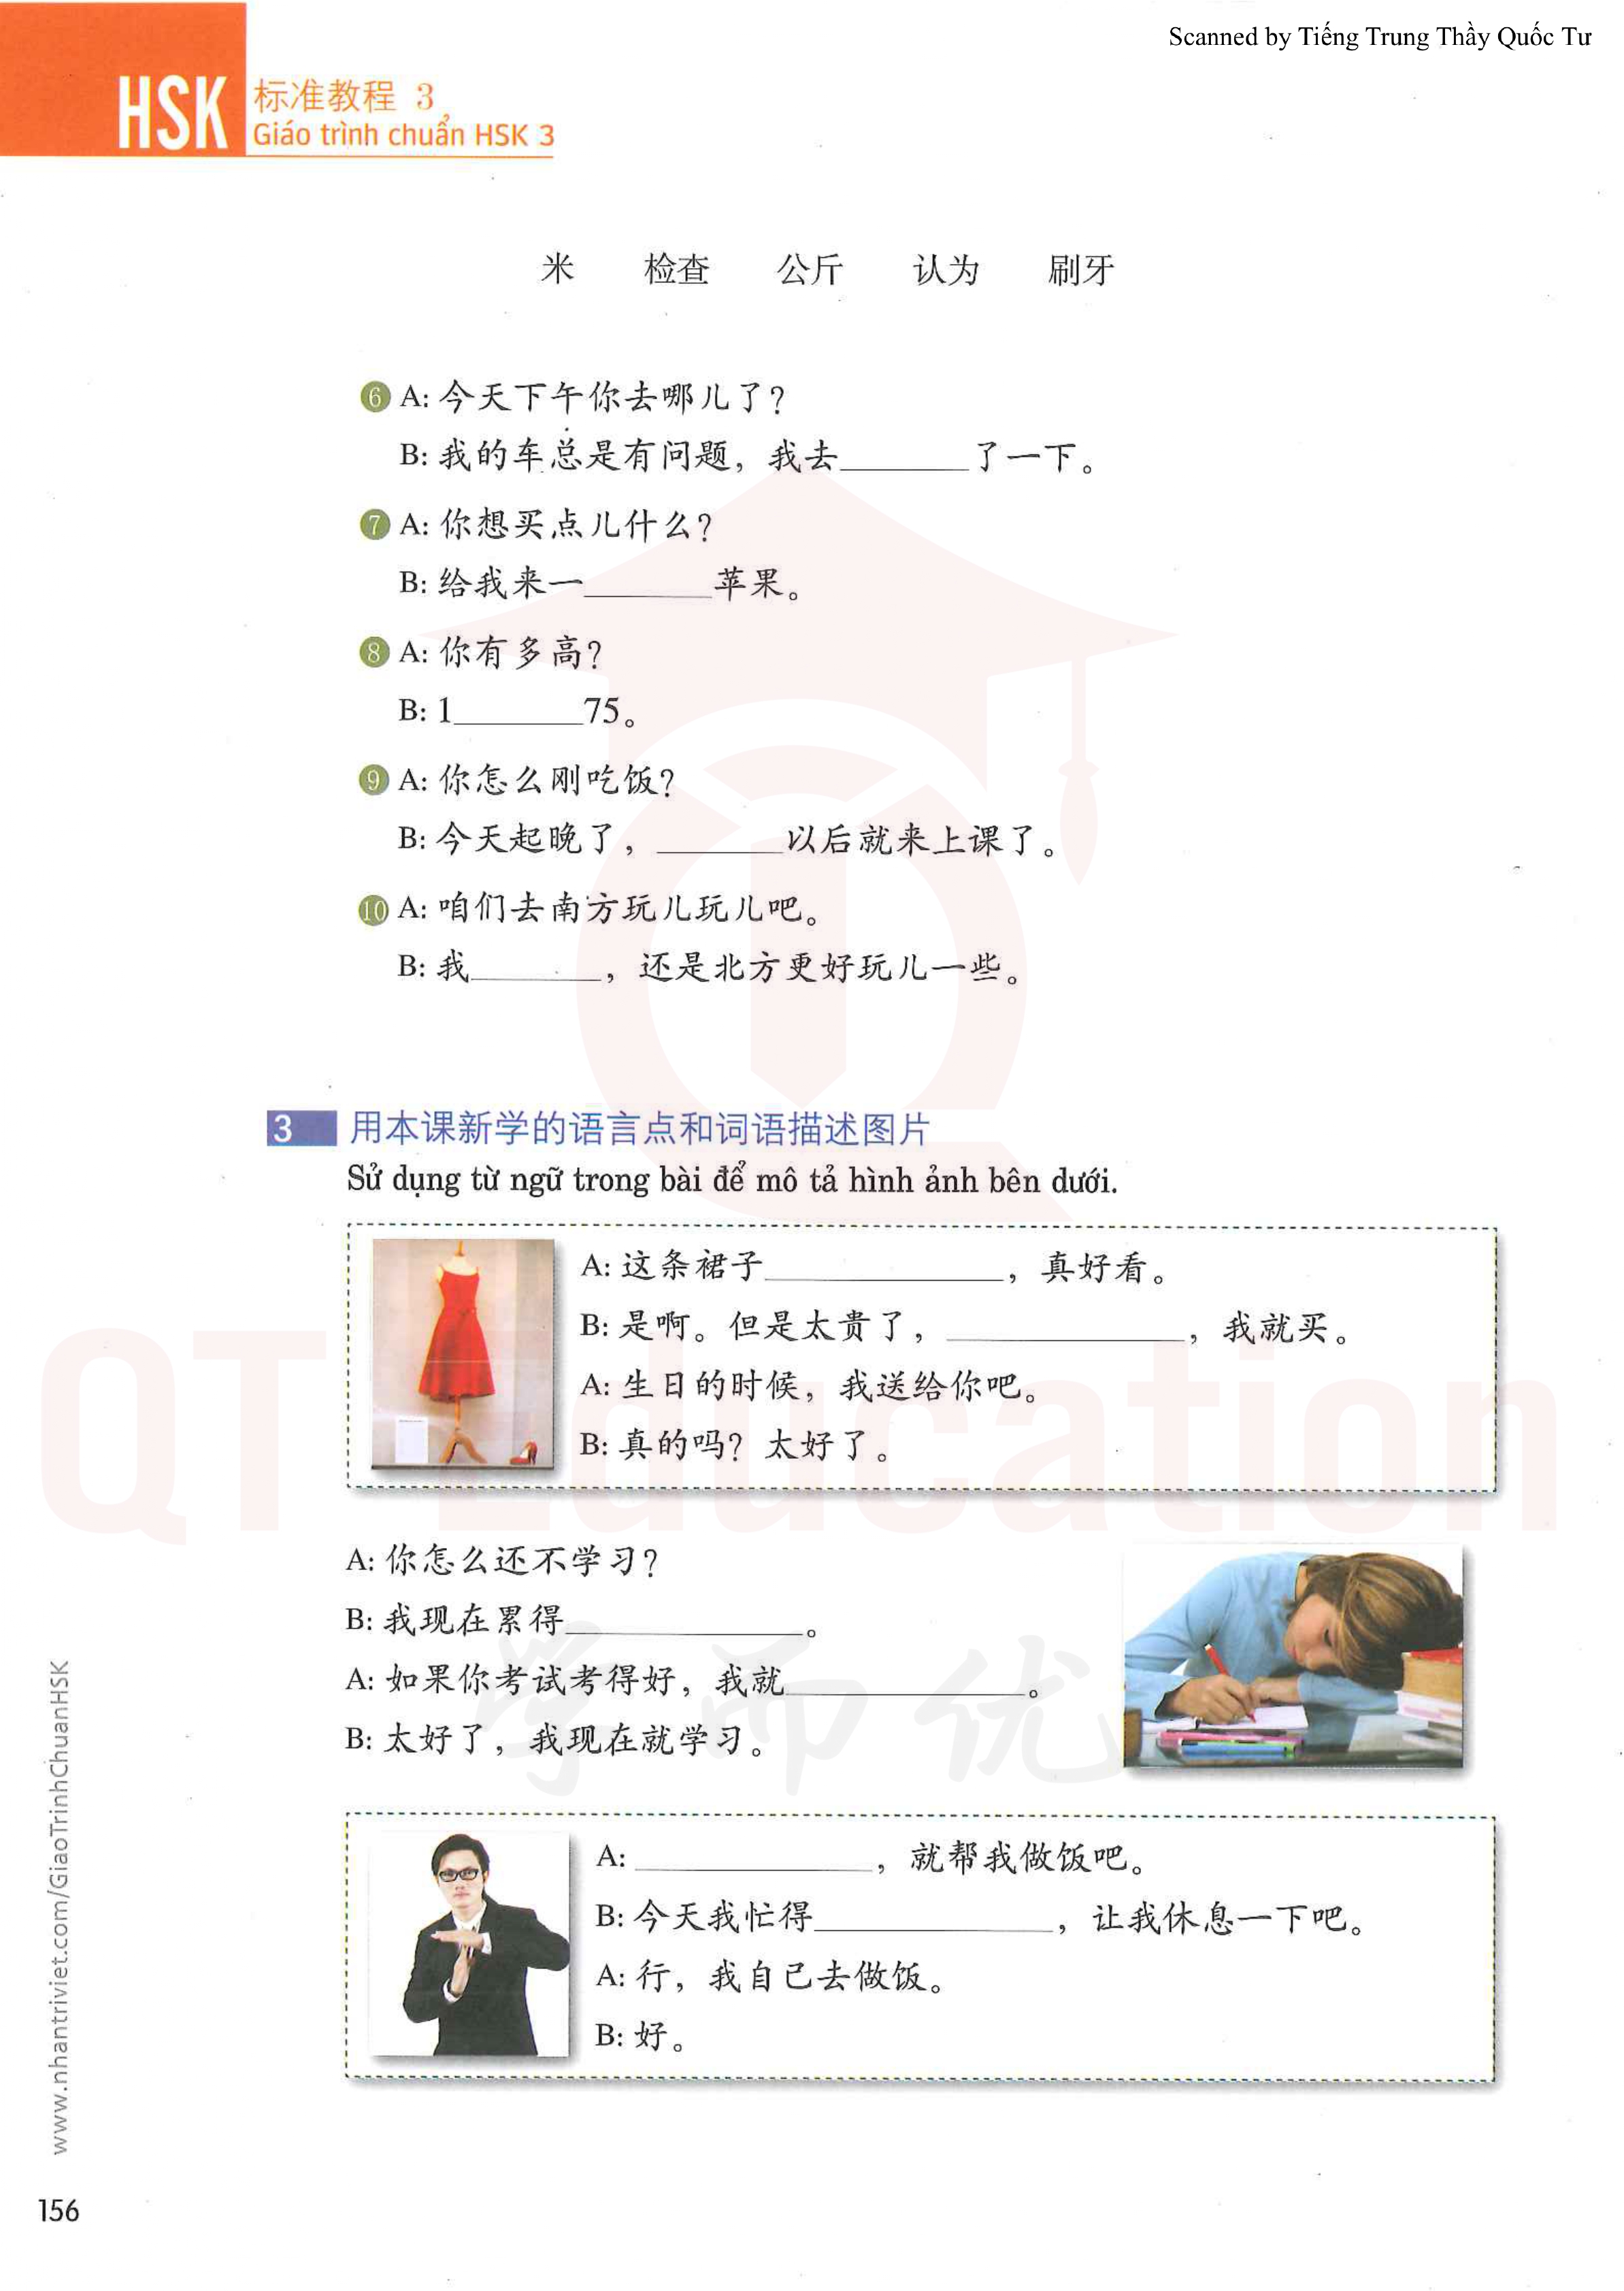 Scanned by Tiếng Trung Thầy Quốc Tư
HSK 标准教程 3
Giáo trình chuẩn HSK 3
米 检查 公斤 认为 刷牙
6 A: 今天下午你去哪儿了?
B: 我的车总是有问题，我去______了一下。
7 A: 你想买点儿什么?
B: 给我来一______苹果。
8 A: 你有多高?
B: 1______75。
9 A: 你怎么刚吃饭?
B: 今天起晚了，______以后就来上课了。
10 A: 咱们去南方玩儿玩儿吧。
B: 我______，还是北方更好玩儿一些。
3 用本课新学的语言点和词语描述图片
Sử dụng từ ngữ trong bài để mô tả hình ảnh bên dưới.
A: 这条裙子____________，真好看。
B: 是啊。但是太贵了，____________，我就买。
A: 生日的时候，我送给你吧。
B: 真的吗? 太好了。
QT Education
A: 你怎么还不学习?
B: 我现在累得____________。
A: 如果你考试考得好，我就____________。
B: 太好了，我现在就学习。
学而优
A: ____________，就帮我做饭吧。
B: 今天我忙得____________，让我休息一下吧。
A: 行，我自己去做饭。
B: 好。
www.nhantriviet.com/GiaoTrinhChuanHSK
156